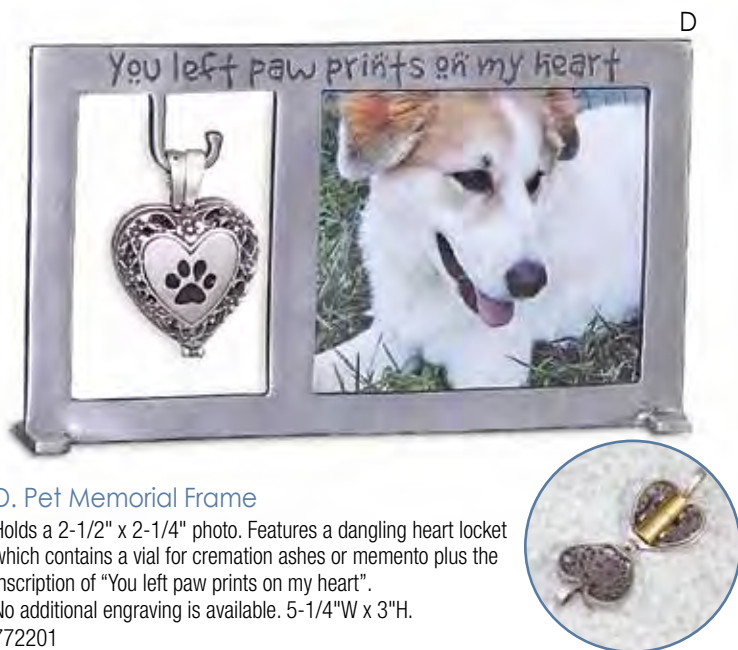 D
You left paw prints on my heart
D. Pet Memorial Frame
Holds a 2-1/2" x 2-1/4" photo. Features a dangling heart locket
which contains a vial for cremation ashes or memento plus the
nscription of “You left paw prints on my heart”.
No additional engraving is available. 5-1/4"W x 3"H.
772201